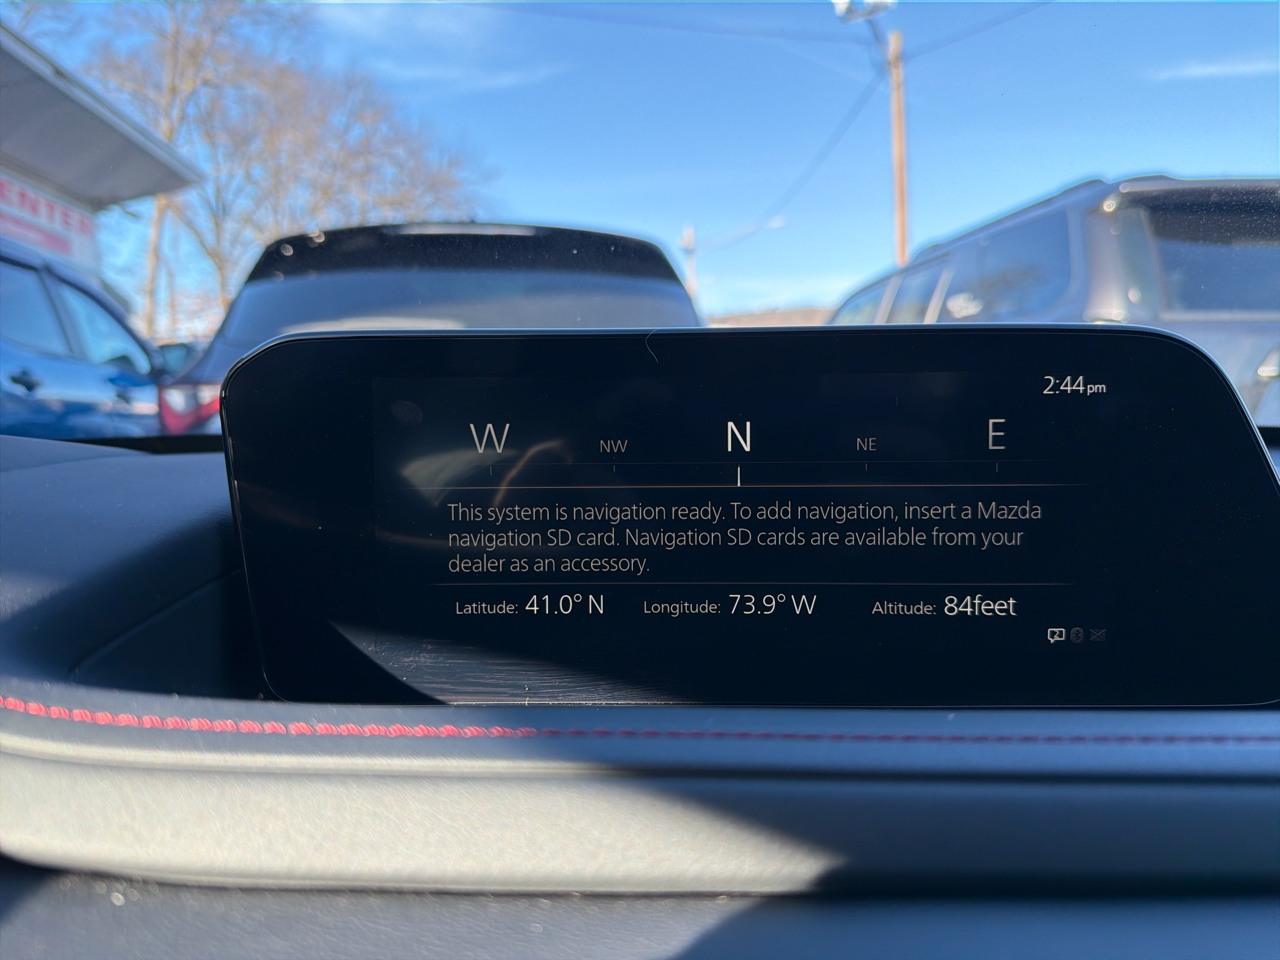 ENTER
2:44pm
W NW N NE E
This system is navigation ready. To add navigation, insert a Mazda
navigation SD card. Navigation SD cards are available from your
dealer as an accessory.
Latitude: 41.0° N Longitude: 73.9° W Altitude: 84feet
2